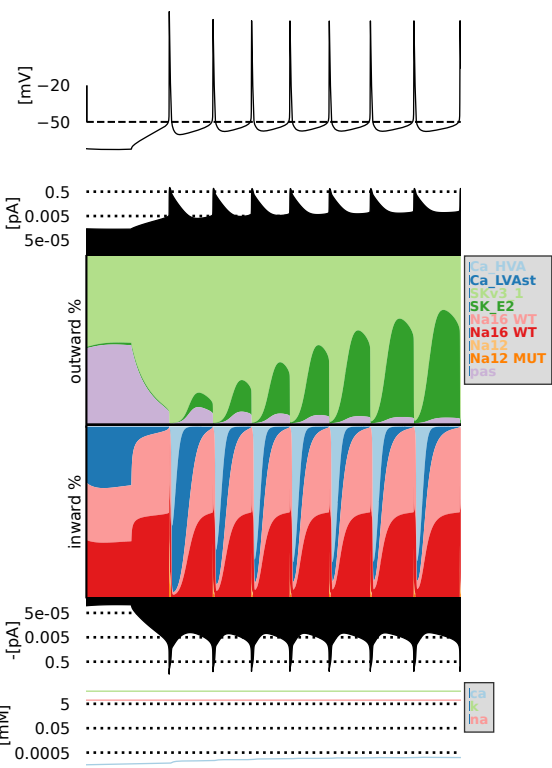 [mV]
−20
−50
[pA]
0.5
0.005
5e-05
outward %
Ca_HVA
Ca_LVAst
SKv3_1
SK_E2
Na16 WT
Na16 WT
Na12
Na12 MUT
pas
inward %
-[pA]
5e-05
0.005
0.5
[mM]
5
0.05
0.0005
ca
k
na